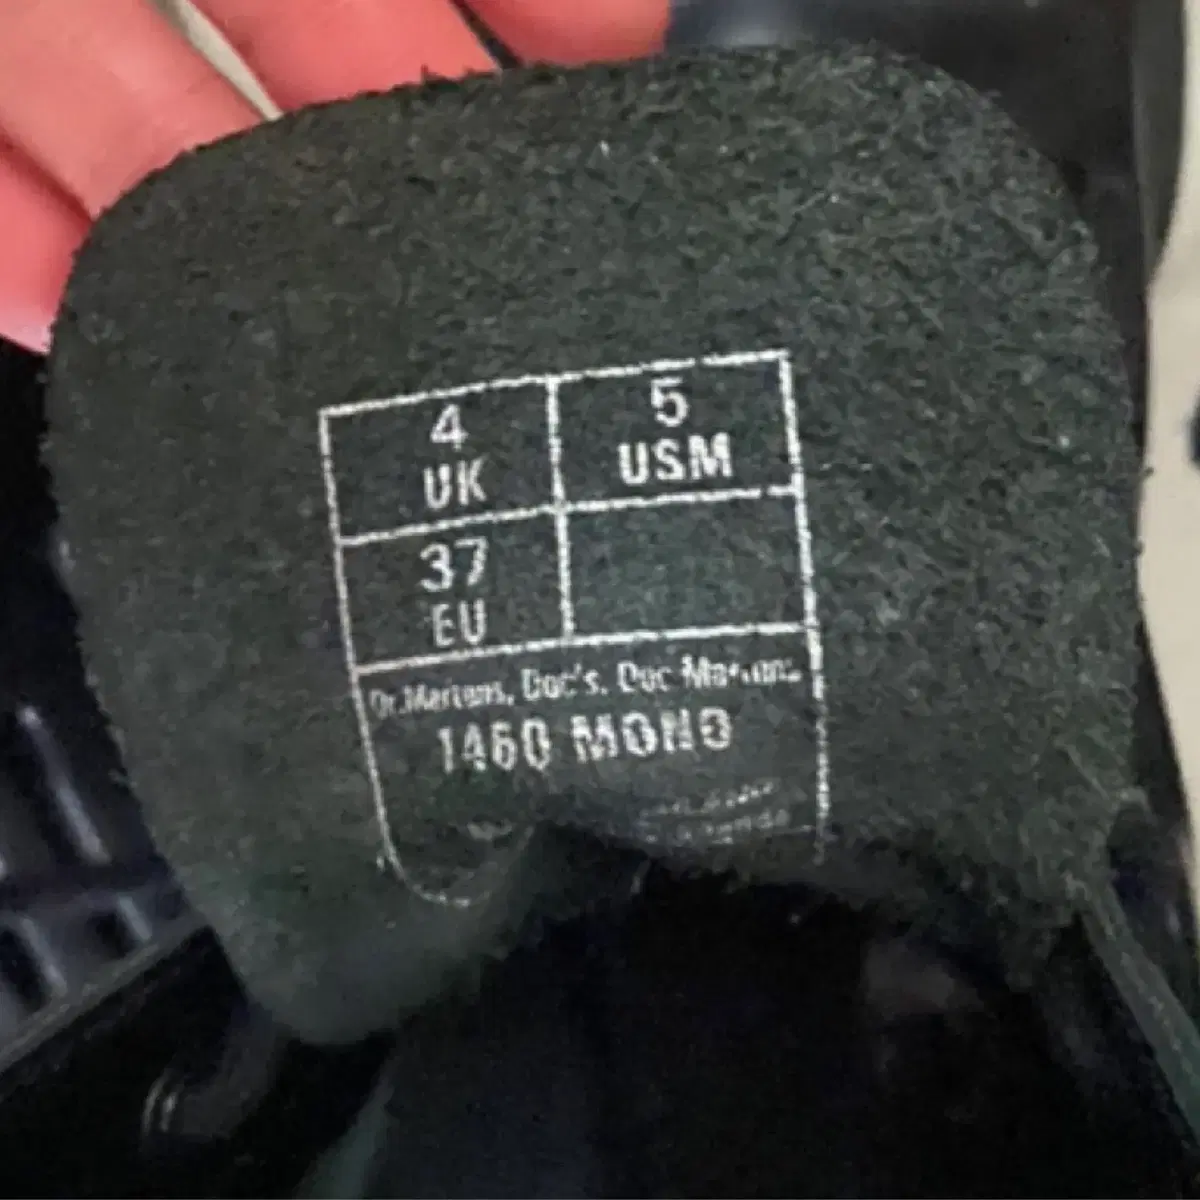 4
UK
5
USM
37
EU
Dr.Martens, Doc's, Doc Martens,
1460 MONO